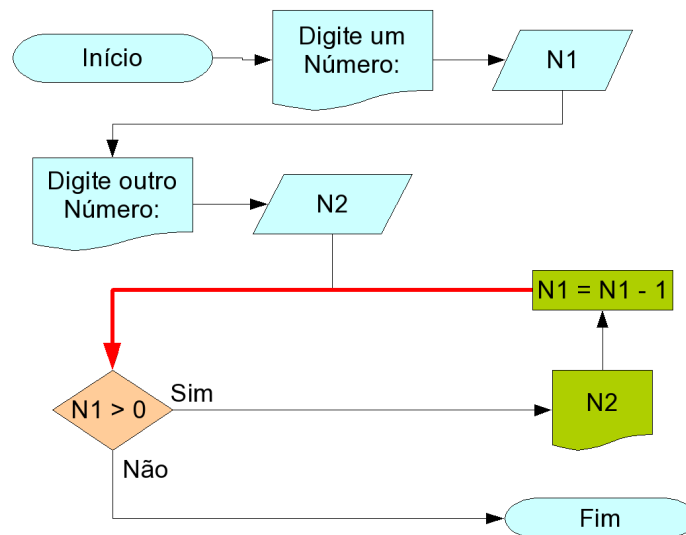 Início
Digite um
Número:
N1
Digite outro
Número:
N2
N1 = N1 - 1
N1 > 0
Sim
N2
Não
Fim